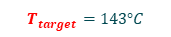 T_target = 143°C